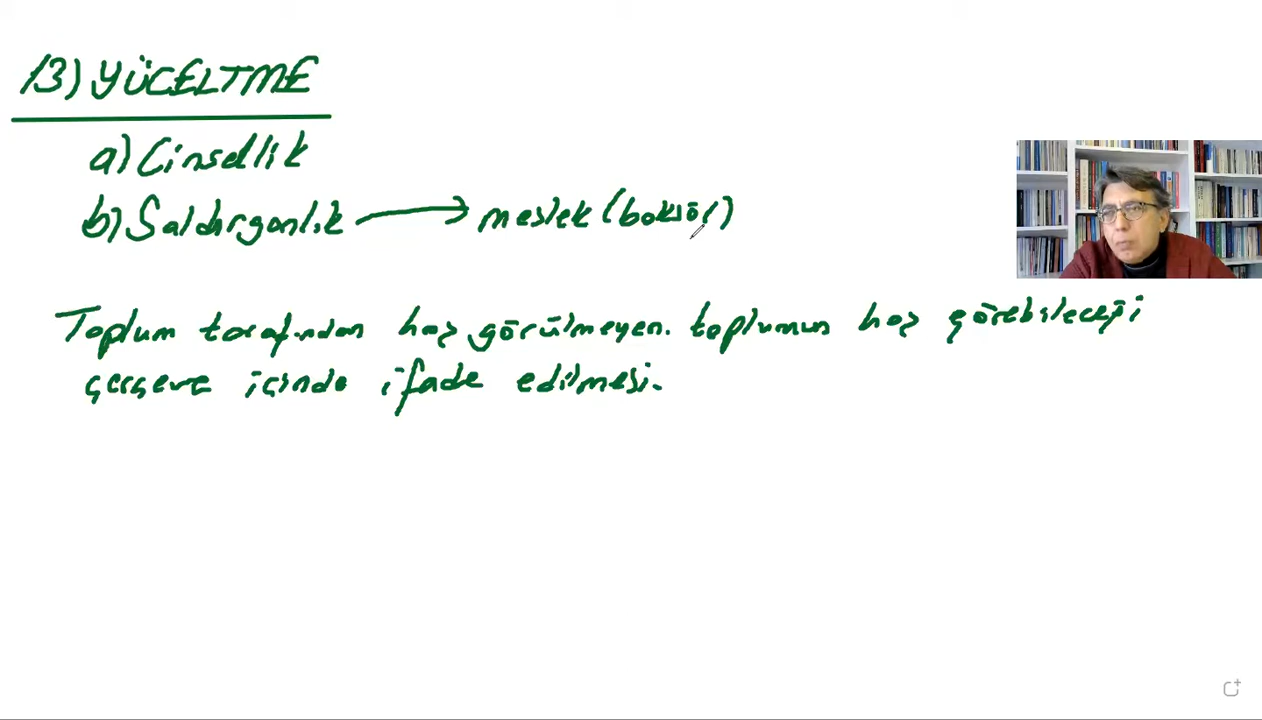 13) YÜCELTME
a) Cinsellik
b) Saldırganlık → meslek (boksör)
Toplum tarafından hoş görülmeyen. toplumun hoş görebileceği
çerçeve içinde ifade edilmesi.